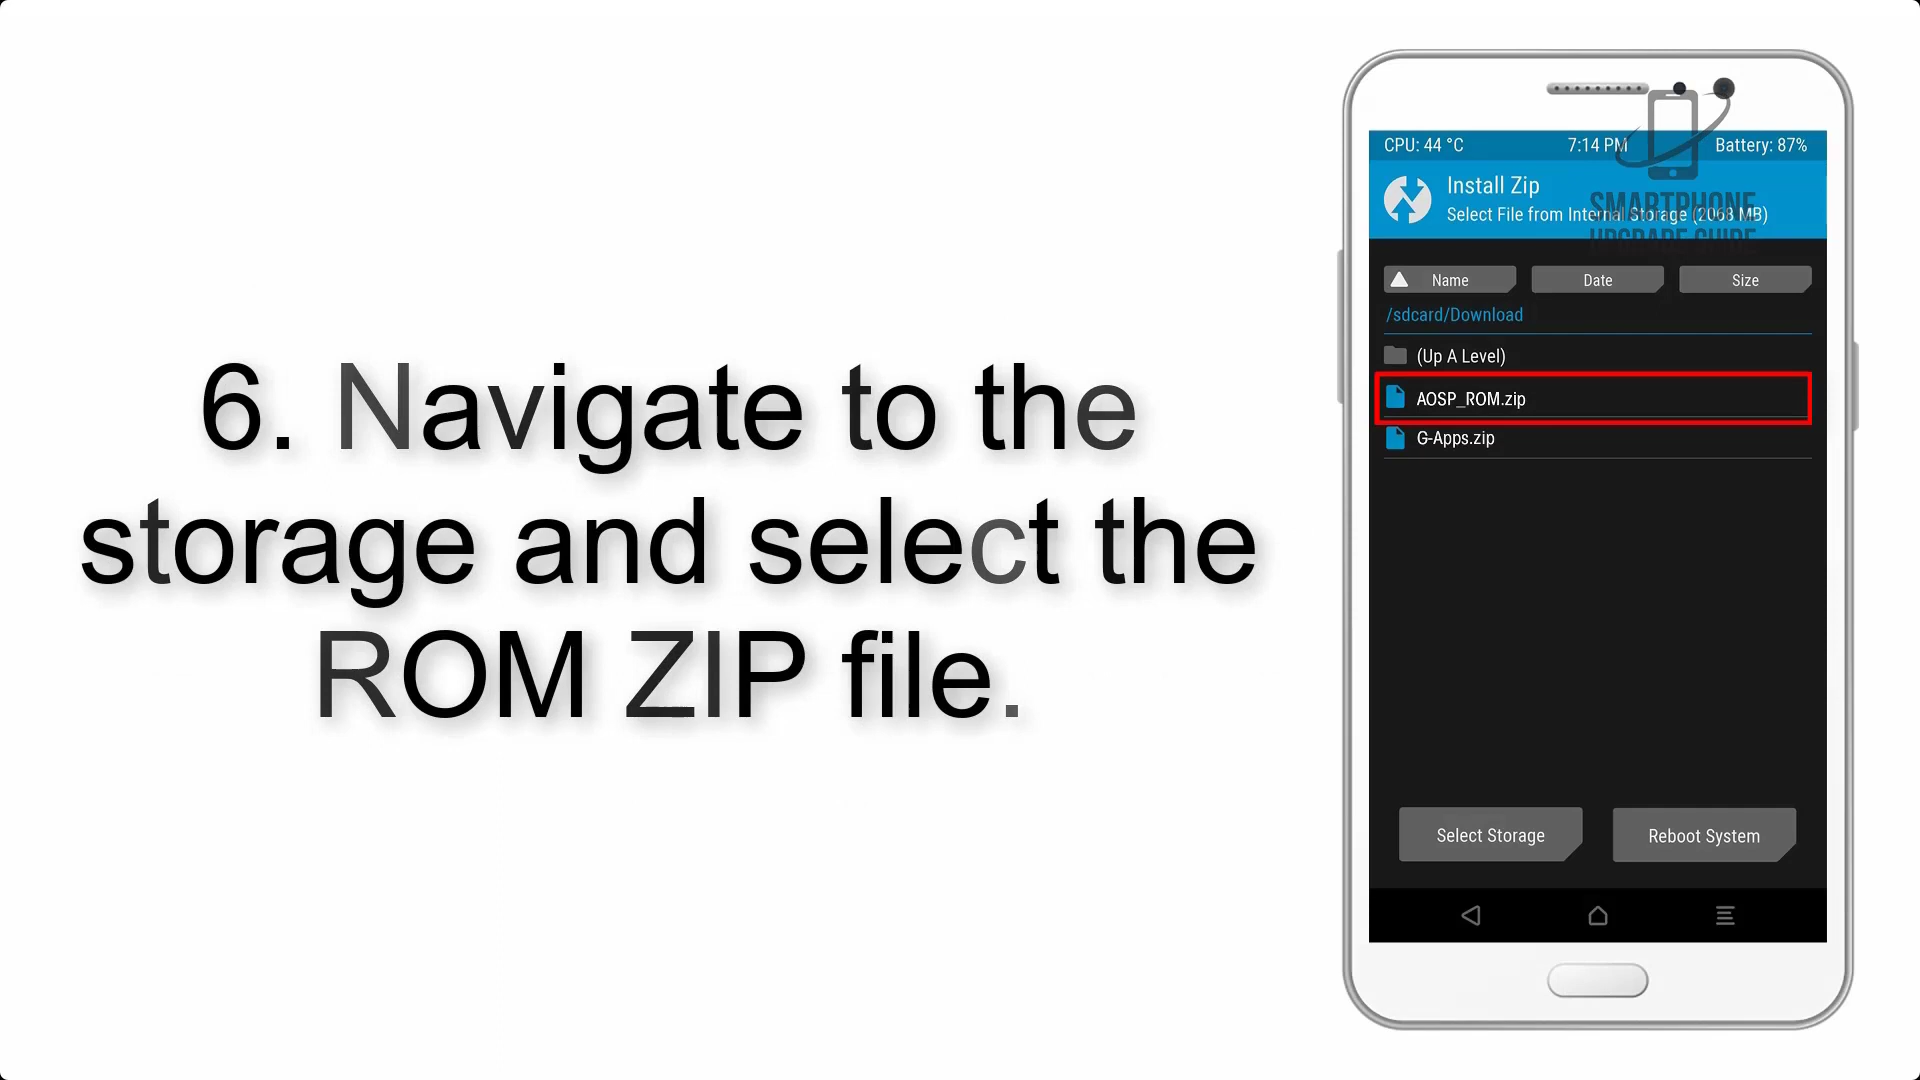 6. Navigate to the
storage and select the
ROM ZIP file.
CPU: 44 °C 7:14 PM Battery: 87%
Install Zip
Select File from Internal Storage (2068 MB)
SMARTPHONE
UPGRADE GUIDE
Name Date Size
/sdcard/Download
(Up A Level)
AOSP_ROM.zip
G-Apps.zip
Select Storage Reboot System